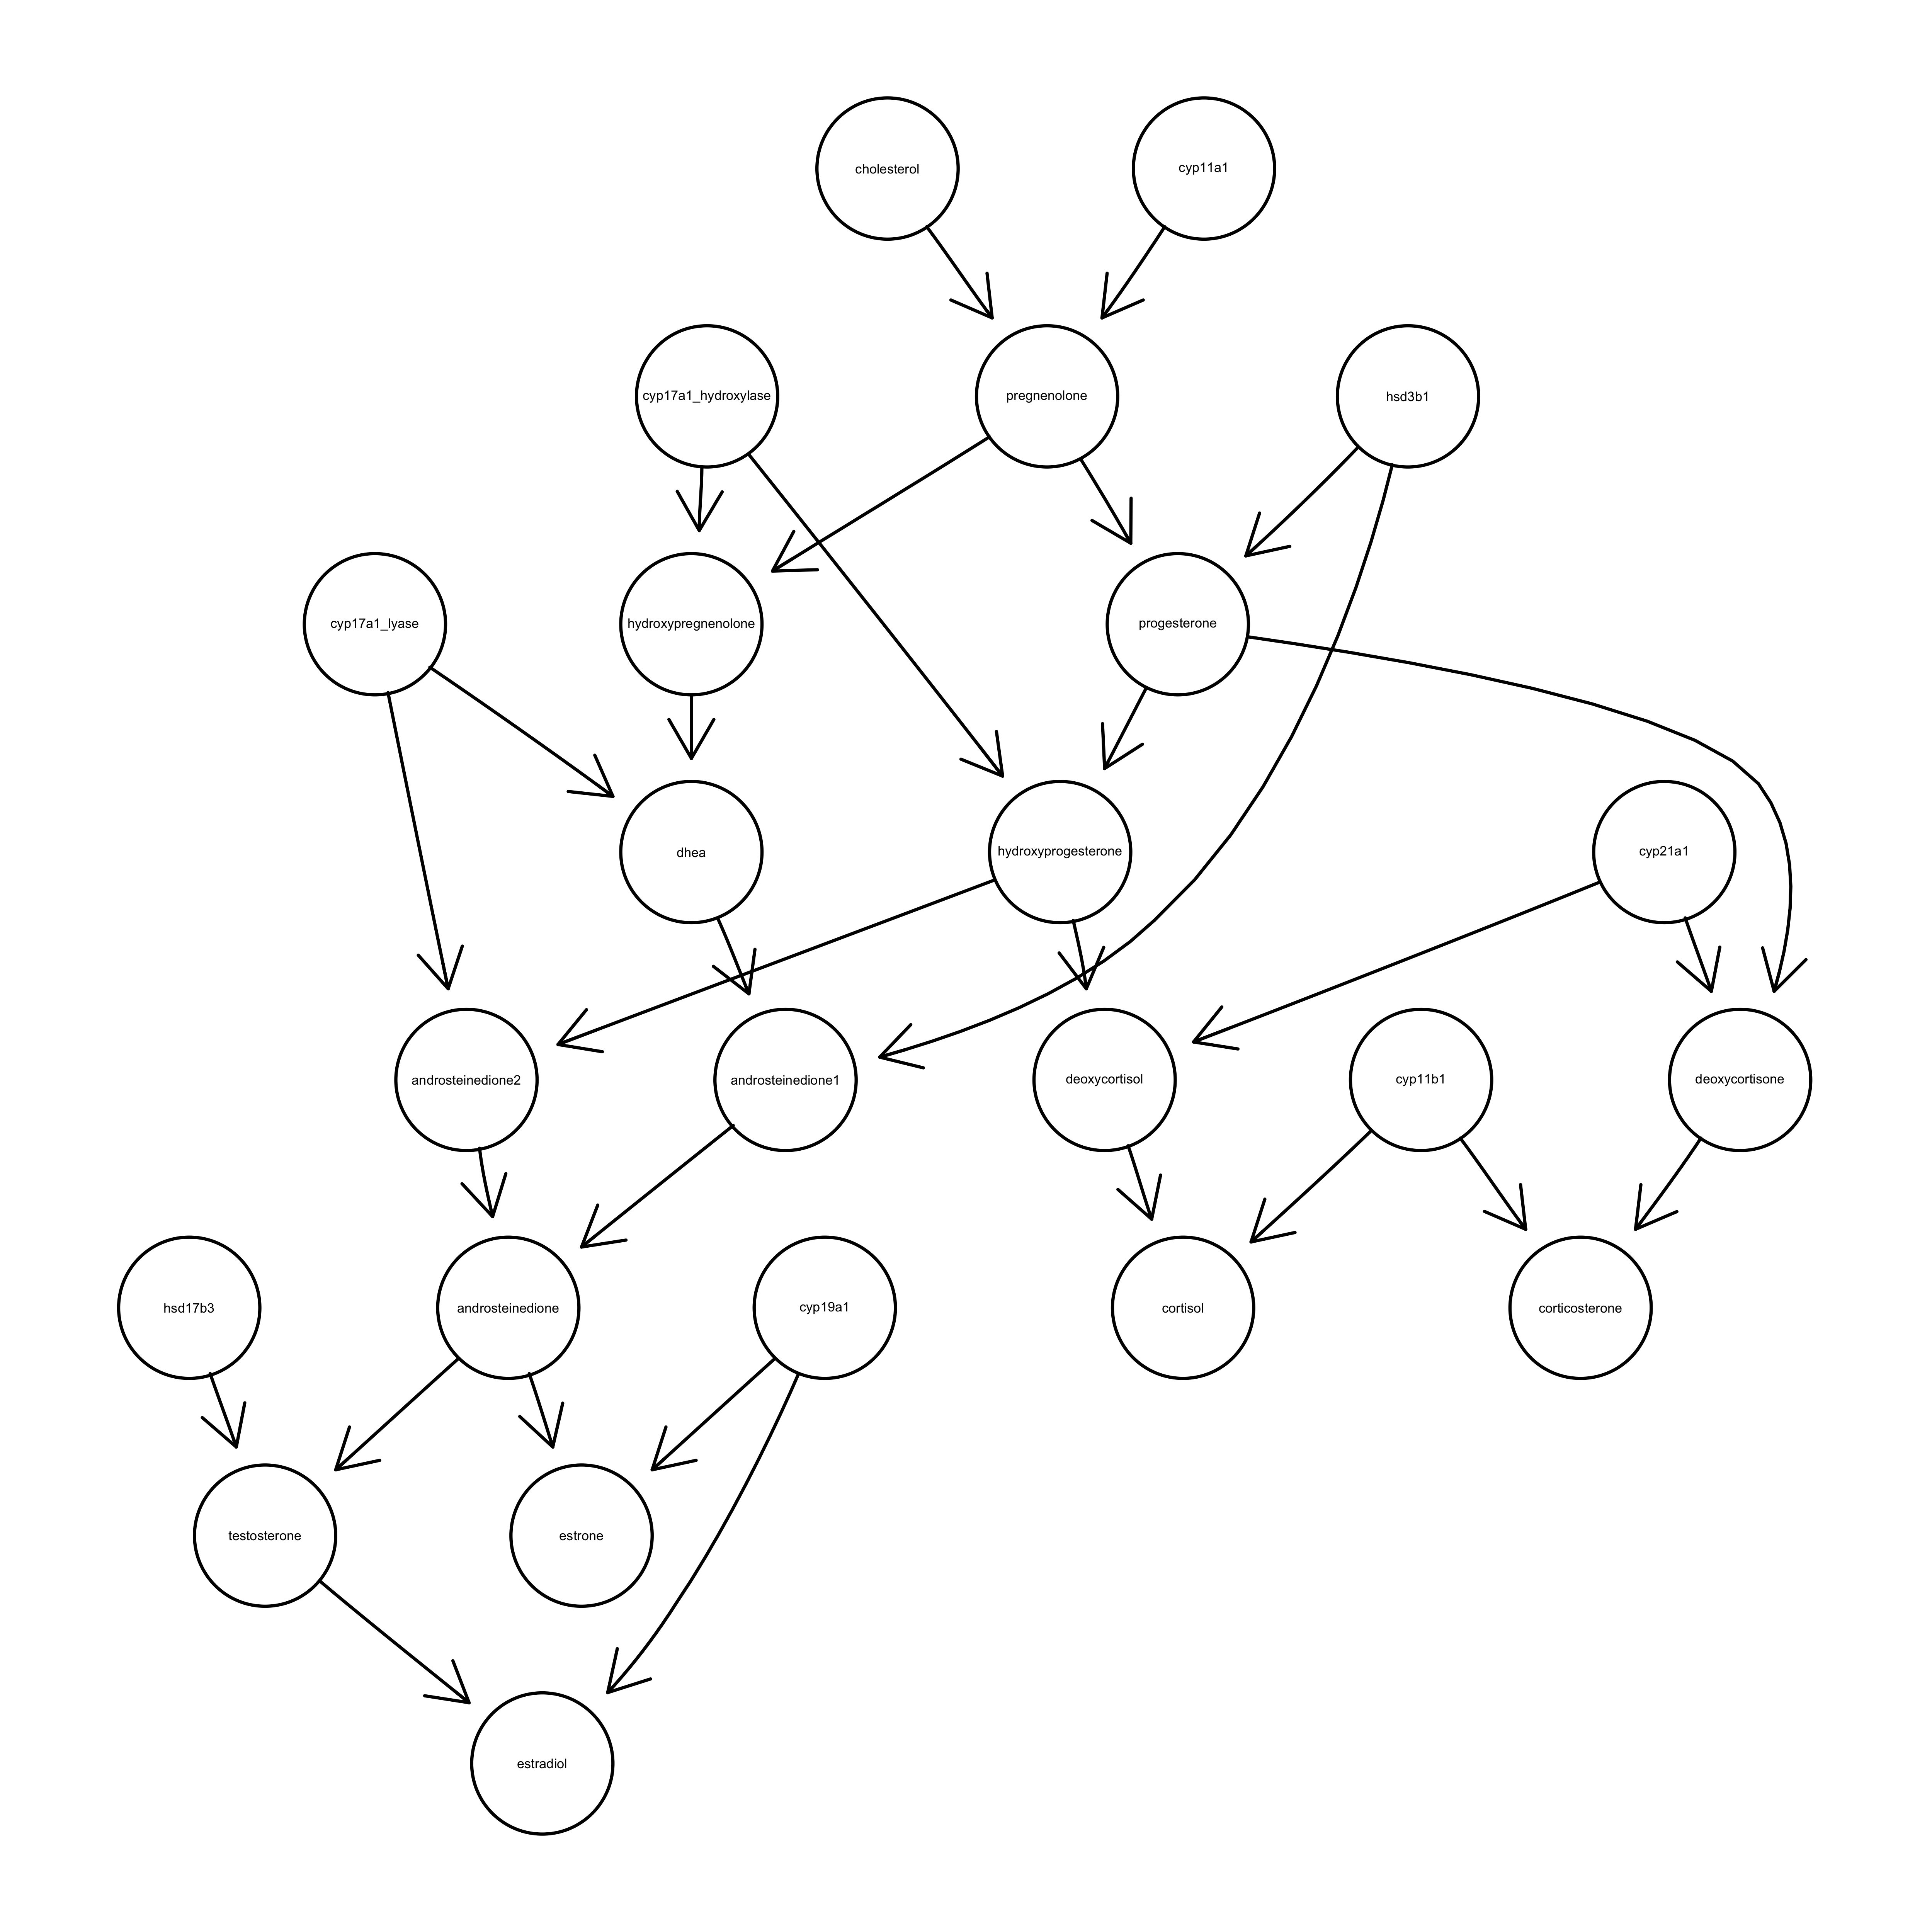 cholesterol
cyp11a1
cyp17a1_hydroxylase
pregnenolone
hsd3b1
cyp17a1_lyase
hydroxypregnenolone
progesterone
dhea
hydroxyprogesterone
cyp21a1
androsteinedione2
androsteinedione1
deoxycortisol
cyp11b1
deoxycortisone
hsd17b3
androsteinedione
cyp19a1
cortisol
corticosterone
testosterone
estrone
estradiol